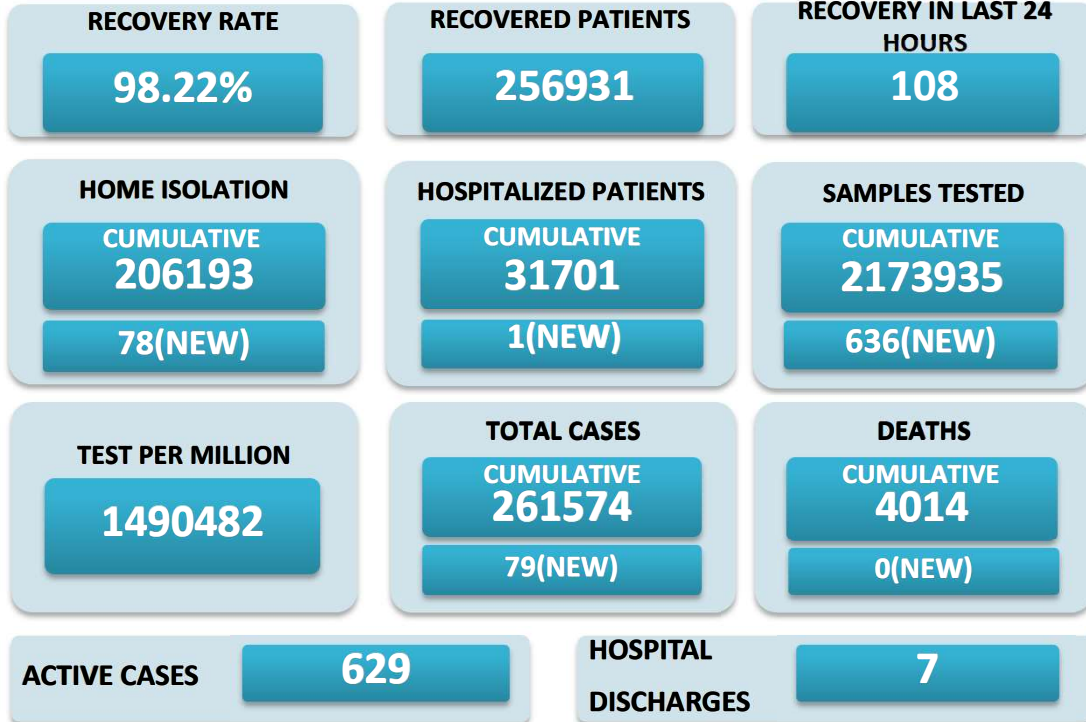 RECOVERY RATE
98.22%
RECOVERED PATIENTS
256931
RECOVERY IN LAST 24
HOURS
108
HOME ISOLATION
CUMULATIVE
206193
78(NEW)
HOSPITALIZED PATIENTS
CUMULATIVE
31701
1(NEW)
SAMPLES TESTED
CUMULATIVE
2173935
636(NEW)
TEST PER MILLION
1490482
TOTAL CASES
CUMULATIVE
261574
79(NEW)
DEATHS
CUMULATIVE
4014
0(NEW)
ACTIVE CASES
629
HOSPITAL
DISCHARGES
7